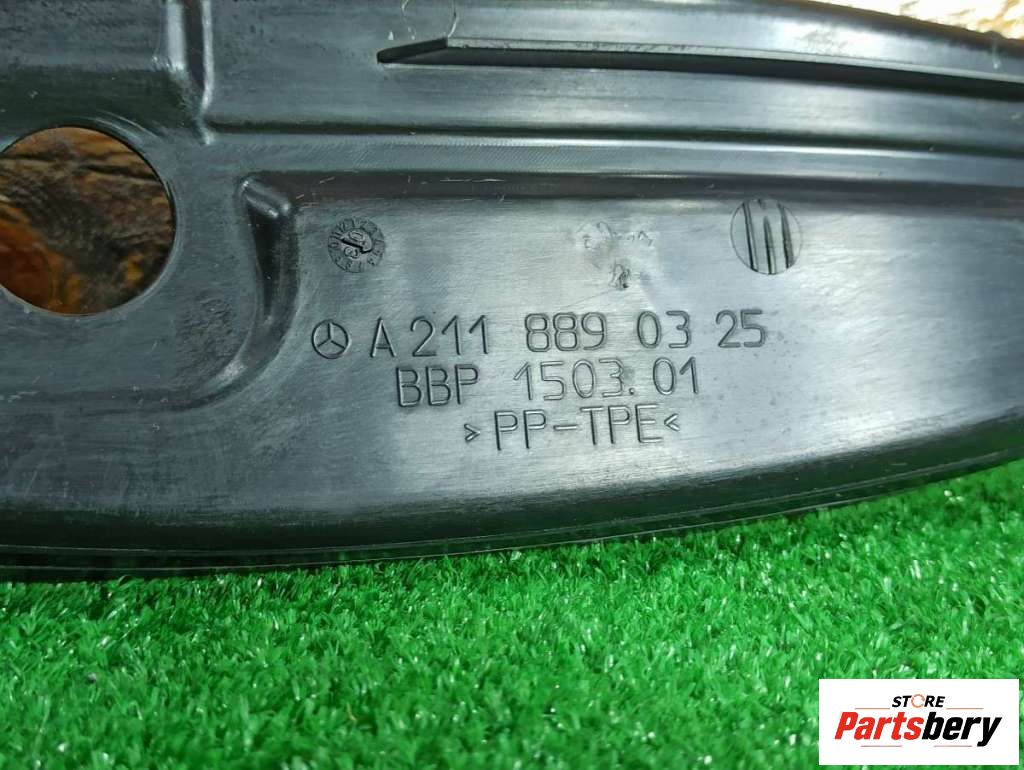 A 211 889 03 25
BBP 1503.01
>PP-TPE<
STORE
Partsbery